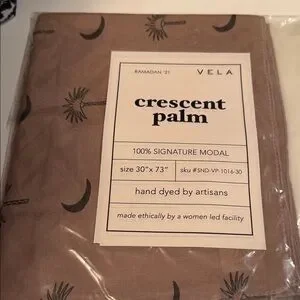 RAMADAN '21
VELA
crescent
palm
100% SIGNATURE MODAL
size 30"x 73"
sku #SND-VP-1016-30
hand dyed by artisans
made ethically by a women led facility